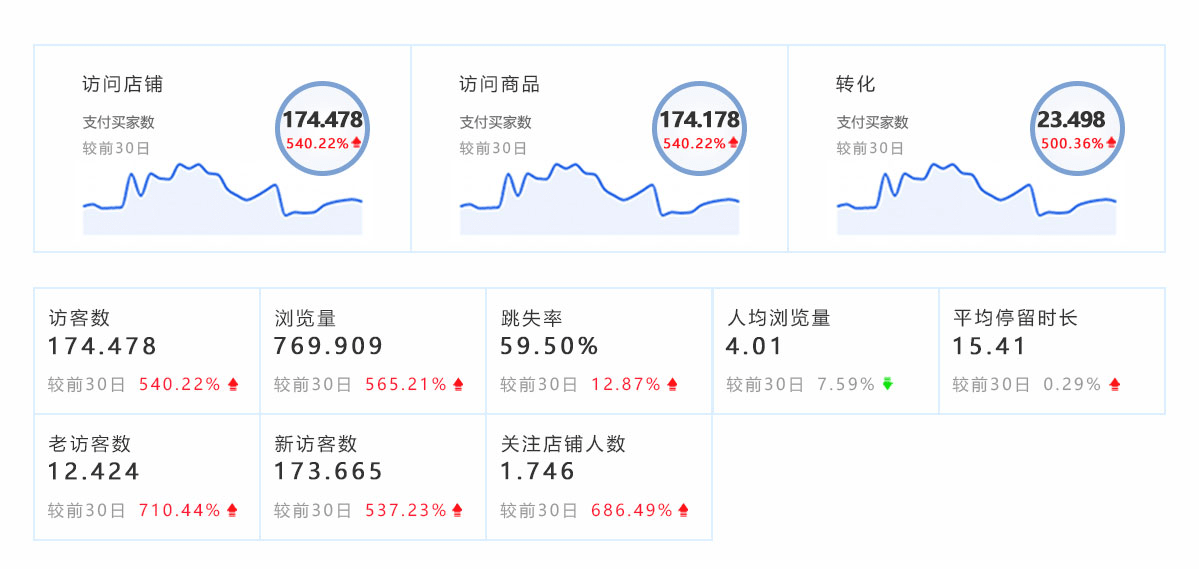 访问店铺
支付买家数
较前30日
174.478
540.22%
访问商品
支付买家数
较前30日
174.178
540.22%
转化
支付买家数
较前30日
23.498
500.36%
访客数
174.478
较前30日 540.22%
浏览量
769.909
较前30日 565.21%
跳失率
59.50%
较前30日 12.87%
人均浏览量
4.01
较前30日 7.59%
平均停留时长
15.41
较前30日 0.29%
老访客数
12.424
较前30日 710.44%
新访客数
173.665
较前30日 537.23%
关注店铺人数
1.746
较前30日 686.49%